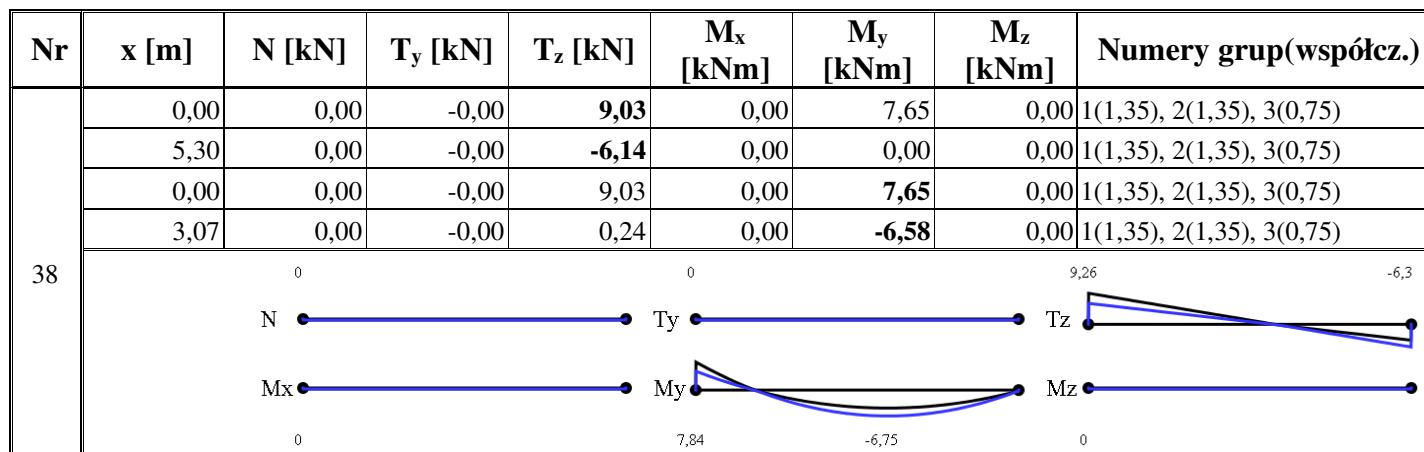 Nr x [m] N [kN] Ty [kN] Tz [kN] Mx [kNm] My [kNm] Mz [kNm] Numery grup(współcz.)
0,00 0,00 -0,00 9,03 0,00 7,65 0,00 1(1,35), 2(1,35), 3(0,75)
5,30 0,00 -0,00 -6,14 0,00 0,00 0,00 1(1,35), 2(1,35), 3(0,75)
0,00 0,00 -0,00 9,03 0,00 7,65 0,00 1(1,35), 2(1,35), 3(0,75)
3,07 0,00 -0,00 0,24 0,00 -6,58 0,00 1(1,35), 2(1,35), 3(0,75)
38 0 0 9,26 -6,3
N Ty Tz
Mx My Mz
0 7,84 -6,75 0